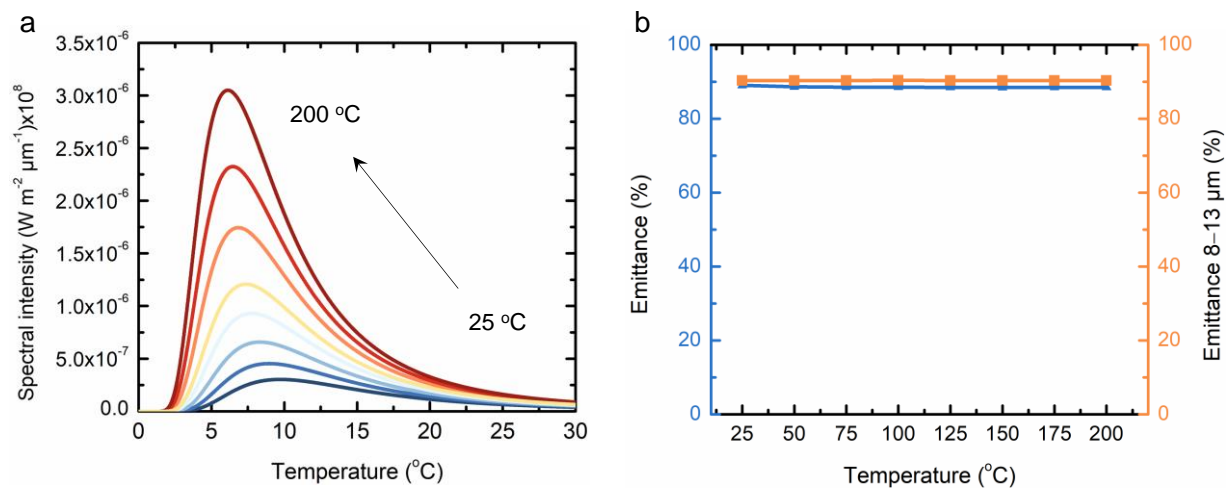 a
Spectral intensity (W m⁻² µm⁻¹)x10⁸
3.5x10⁻⁶
3.0x10⁻⁶
2.5x10⁻⁶
2.0x10⁻⁶
1.5x10⁻⁶
1.0x10⁻⁶
5.0x10⁻⁷
0.0
0 5 10 15 20 25 30
Temperature (°C)
200 °C
25 °C
b
Emittance (%)
100
80
60
40
20
0
25 50 75 100 125 150 175 200
Temperature (°C)
100
80
60
40
20
0
Emittance 8–13 µm (%)